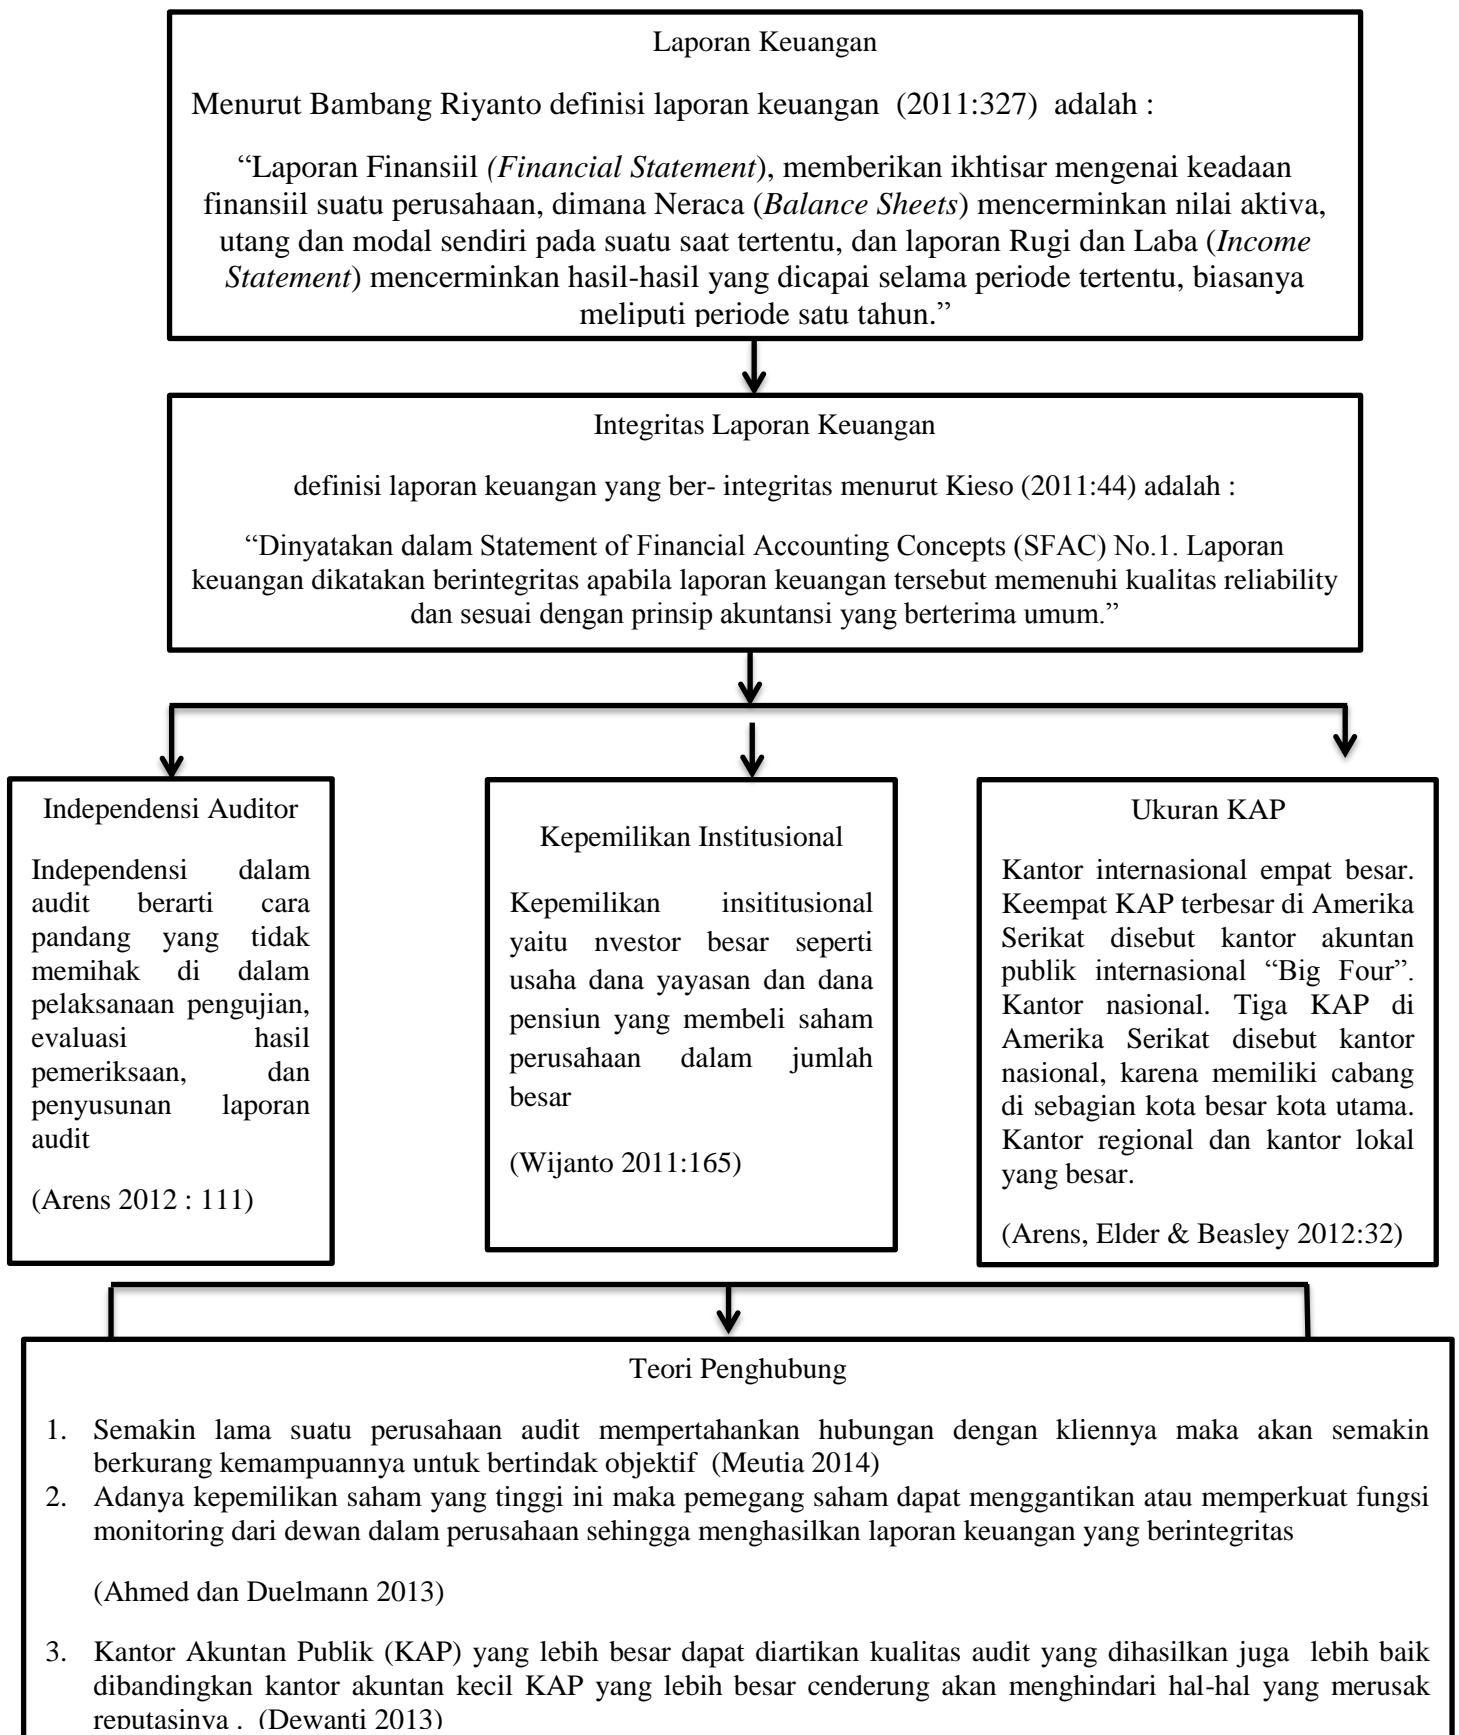 Laporan Keuangan
Menurut Bambang Riyanto definisi laporan keuangan (2011:327) adalah :
“Laporan Finansiil (Financial Statement), memberikan ikhtisar mengenai keadaan
finansiil suatu perusahaan, dimana Neraca (Balance Sheets) mencerminkan nilai aktiva,
utang dan modal sendiri pada suatu saat tertentu, dan laporan Rugi dan Laba (Income
Statement) mencerminkan hasil-hasil yang dicapai selama periode tertentu, biasanya
meliputi periode satu tahun.”
Integritas Laporan Keuangan
definisi laporan keuangan yang ber- integritas menurut Kieso (2011:44) adalah :
“Dinyatakan dalam Statement of Financial Accounting Concepts (SFAC) No.1. Laporan
keuangan dikatakan berintegritas apabila laporan keuangan tersebut memenuhi kualitas reliability
dan sesuai dengan prinsip akuntansi yang berterima umum.”
Independensi Auditor
Independensi dalam
audit berarti cara
pandang yang tidak
memihak di dalam
pelaksanaan pengujian,
evaluasi hasil
pemeriksaan, dan
penyusunan laporan
audit
(Arens 2012 : 111)
Kepemilikan Institusional
Kepemilikan insititusional
yaitu nvestor besar seperti
usaha dana yayasan dan dana
pensiun yang membeli saham
perusahaan dalam jumlah
besar
(Wijanto 2011:165)
Ukuran KAP
Kantor internasional empat besar.
Keempat KAP terbesar di Amerika
Serikat disebut kantor akuntan
publik internasional “Big Four”.
Kantor nasional. Tiga KAP di
Amerika Serikat disebut kantor
nasional, karena memiliki cabang
di sebagian kota besar kota utama.
Kantor regional dan kantor lokal
yang besar.
(Arens, Elder & Beasley 2012:32)
Teori Penghubung
1. Semakin lama suatu perusahaan audit mempertahankan hubungan dengan kliennya maka akan semakin
berkurang kemampuannya untuk bertindak objektif (Meutia 2014)
2. Adanya kepemilikan saham yang tinggi ini maka pemegang saham dapat menggantikan atau memperkuat fungsi
monitoring dari dewan dalam perusahaan sehingga menghasilkan laporan keuangan yang berintegritas
(Ahmed dan Duelmann 2013)
3. Kantor Akuntan Publik (KAP) yang lebih besar dapat diartikan kualitas audit yang dihasilkan juga lebih baik
dibandingkan kantor akuntan kecil KAP yang lebih besar cenderung akan menghindari hal-hal yang merusak
reputasinya . (Dewanti 2013)